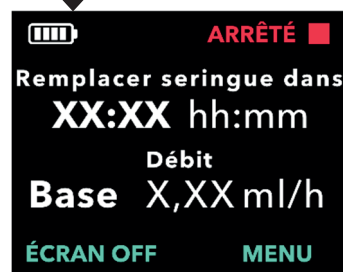 ARRÊTÉ
Remplacer seringue dans
XX:XX hh:mm
Débit
Base X,XX ml/h
ÉCRAN OFF MENU